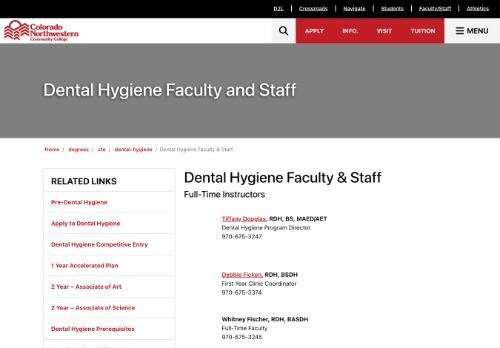 D2L | Crossroads | Navigate | Students | Faculty/Staff | Athletics
Colorado
Northwestern
Community College
APPLY INFO. VISIT TUITION MENU
Dental Hygiene Faculty and Staff
Home / degrees / cte / dental-hygiene / Dental Hygiene Faculty & Staff
RELATED LINKS
Pre-Dental Hygiene
Apply to Dental Hygiene
Dental Hygiene Competitive Entry
1 Year Accelerated Plan
2 Year – Associate of Art
2 Year – Associate of Science
Dental Hygiene Prerequisites
Dental Hygiene Faculty & Staff
Full-Time Instructors
Tiffany Douglas, RDH, BS, MAED/AET
Dental Hygiene Program Director
970-675-3247
Debbie Ficken, RDH, BSDH
First Year Clinic Coordinator
970-675-3374
Whitney Fischer, RDH, BASDH
Full-Time Faculty
970-675-3245